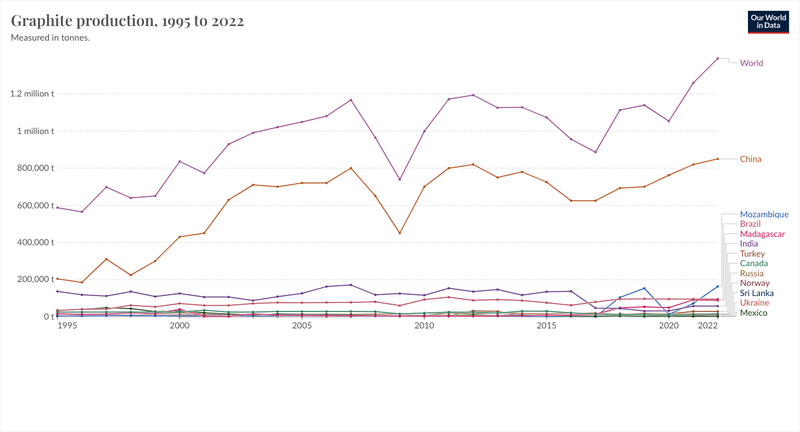 Graphite production, 1995 to 2022
Measured in tonnes.
Our World
in Data
1.2 million t
1 million t
800,000 t
600,000 t
400,000 t
200,000 t
0 t
1995
2000
2005
2010
2015
2020
2022
World
China
Mozambique
Brazil
Madagascar
India
Turkey
Canada
Russia
Norway
Sri Lanka
Ukraine
Mexico